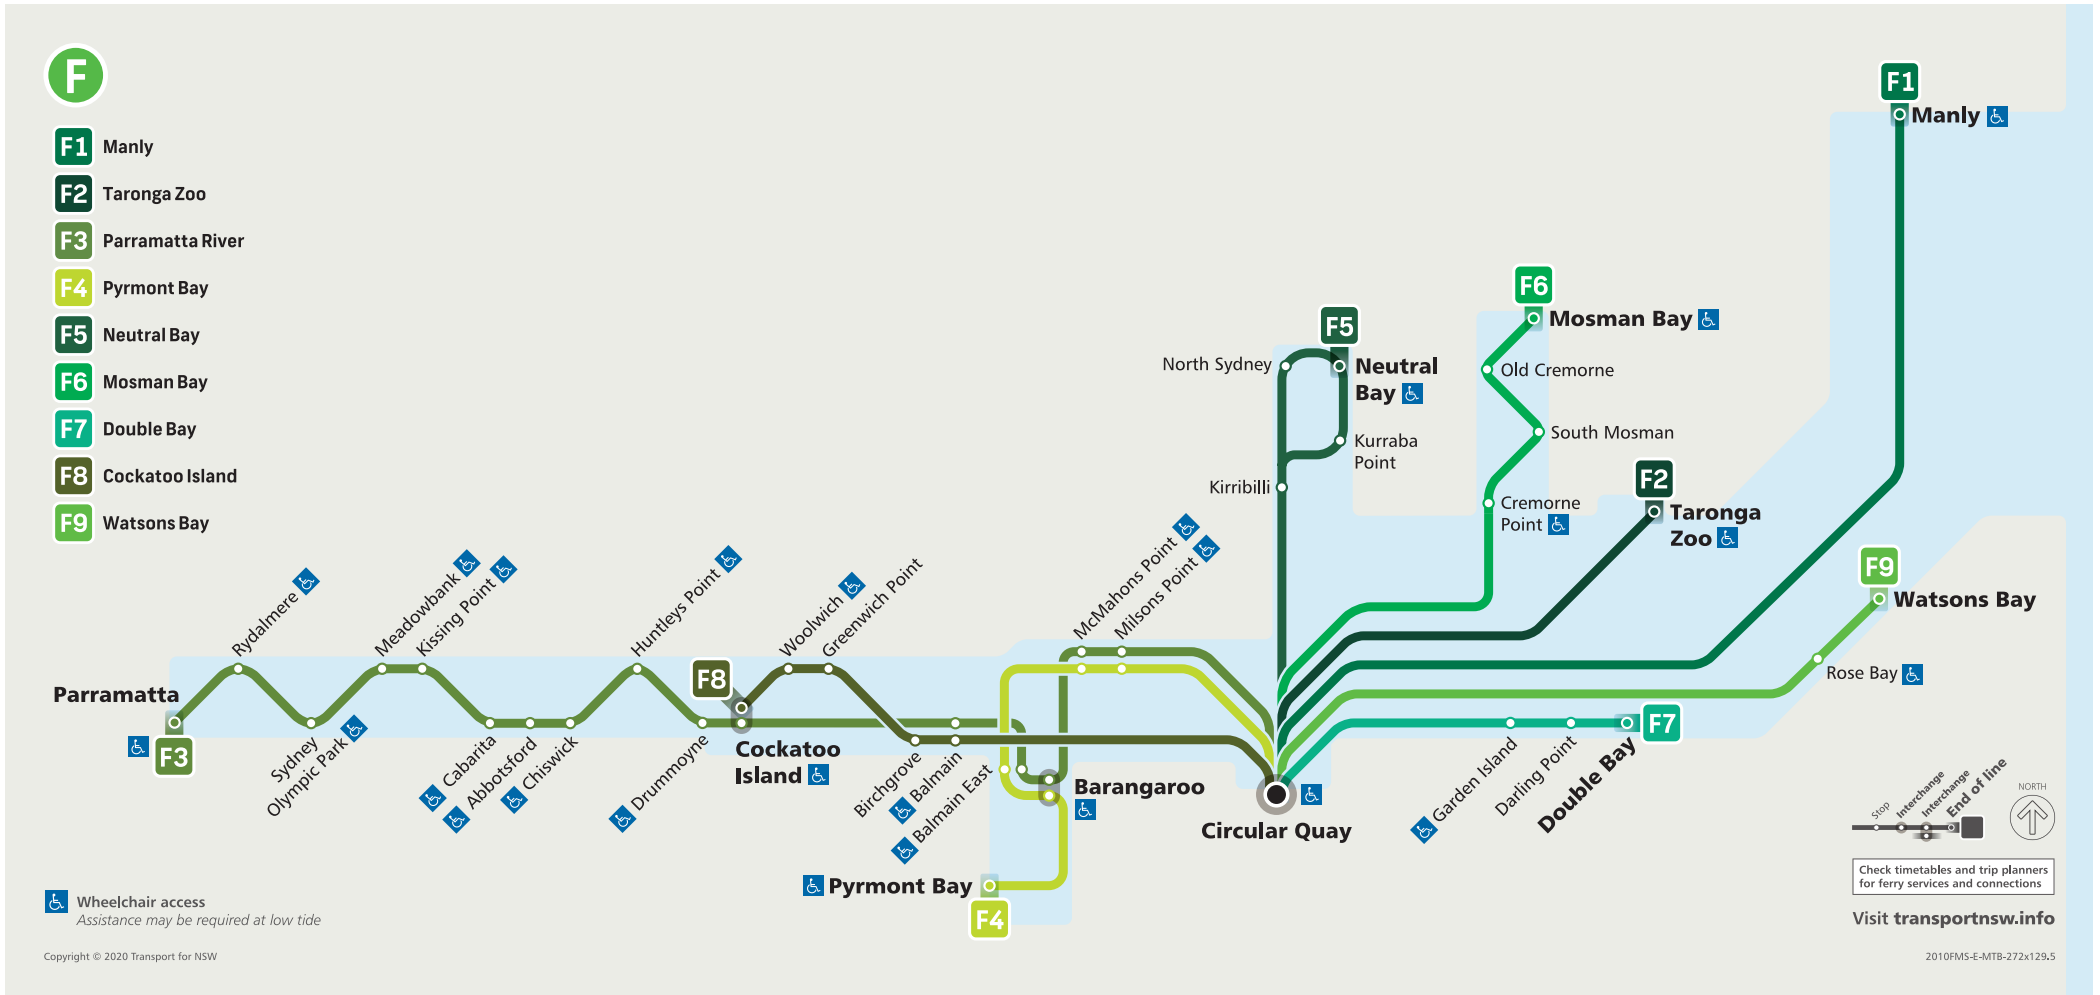 F
F1 Manly
F2 Taronga Zoo
F3 Parramatta River
F4 Pyrmont Bay
F5 Neutral Bay
F6 Mosman Bay
F7 Double Bay
F8 Cockatoo Island
F9 Watsons Bay
F1
Manly
F6
Mosman Bay
Old Cremorne
South Mosman
Cremorne
Point
F5
Neutral
Bay
North Sydney
Kurraba
Point
Kirribilli
F2
Taronga
Zoo
F9
Watsons Bay
Rose Bay
F7
Double Bay
Darling Point
Garden Island
Circular Quay
McMahons Point
Milsons Point
Barangaroo
Pyrmont Bay
F4
Balmain East
Balmain
Birchgrove
Greenwich Point
Woolwich
F8
Cockatoo
Island
Drummoyne
Huntleys Point
Chiswick
Abbotsford
Cabarita
Kissing Point
Meadowbank
Sydney
Olympic Park
Rydalmere
Parramatta
F3
Stop
Interchange
Interchange
End of line
NORTH
Check timetables and trip planners
for ferry services and connections
Visit transportnsw.info
Wheelchair access
Assistance may be required at low tide
Copyright © 2020 Transport for NSW
2010FMS-E-MTB-272x129.5